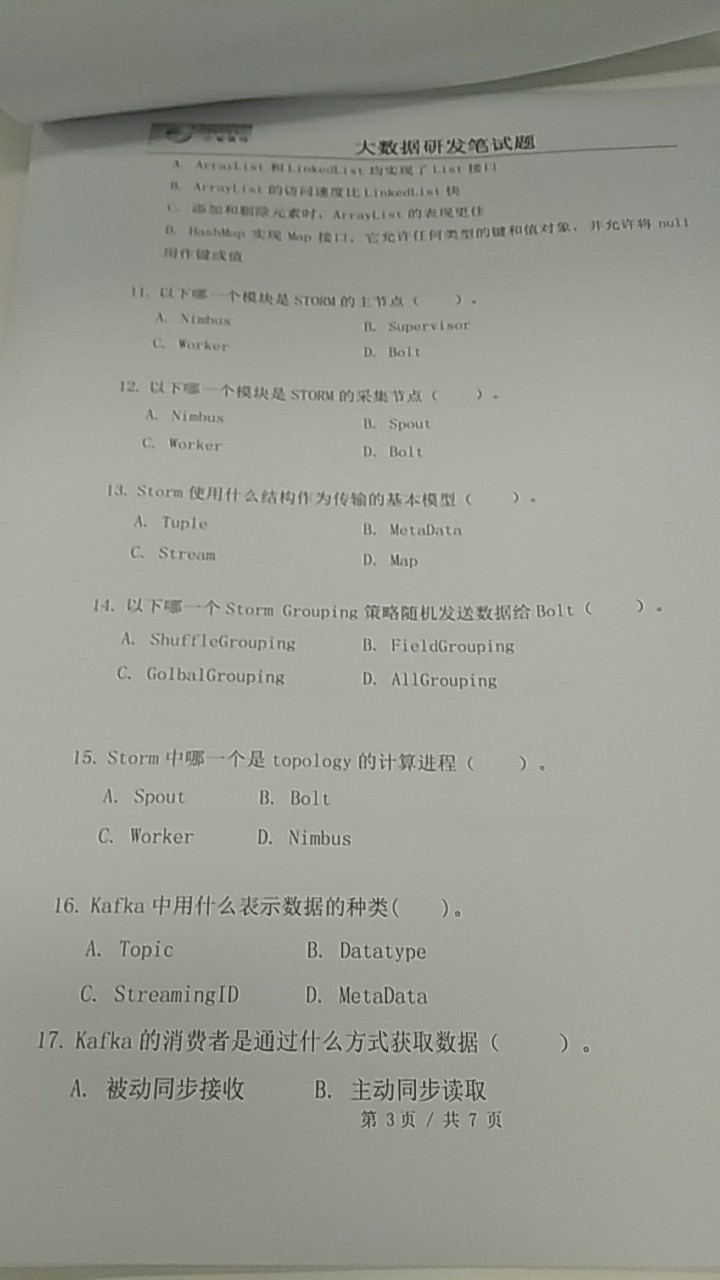 大数据研发笔试题
A. ArrayList 和 LinkedList 均实现了 List 接口
B. ArrayList 的访问速度比 LinkedList 快
C. 添加和删除元素时, ArrayList 的表现更佳
D. HashMap 实现 Map 接口, 它允许任何类型的键和值对象, 并允许将 null
用作键或值
11. 以下哪一个模块是 STORM 的主节点（ ）。
A. Nimbus B. Supervisor
C. Worker D. Bolt
12. 以下哪一个模块是 STORM 的采集节点（ ）。
A. Nimbus B. Spout
C. Worker D. Bolt
13. Storm 使用什么结构作为传输的基本模型（ ）。
A. Tuple B. MetaData
C. Stream D. Map
14. 以下哪一个 Storm Grouping 策略随机发送数据给 Bolt（ ）。
A. ShuffleGrouping B. FieldGrouping
C. GolbalGrouping D. AllGrouping
15. Storm 中哪一个是 topology 的计算进程（ ）。
A. Spout B. Bolt
C. Worker D. Nimbus
16. Kafka 中用什么表示数据的种类( )。
A. Topic B. Datatype
C. StreamingID D. MetaData
17. Kafka 的消费者是通过什么方式获取数据（ ）。
A. 被动同步接收 B. 主动同步读取
第 3 页 / 共 7 页